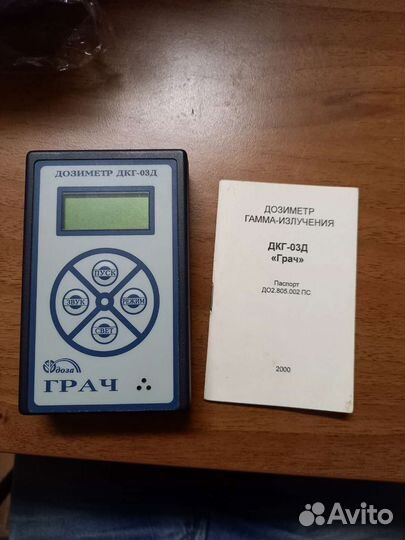 ДОЗИМЕТР ДКГ-03Д
ПУСК
ЗВУК
РЕЖИМ
СВЕТ
доза
ГРАЧ
ДОЗИМЕТР
ГАММА-ИЗЛУЧЕНИЯ
ДКГ-03Д
«Грач»
Паспорт
ДО2.805.002 ПС
2000
Avito